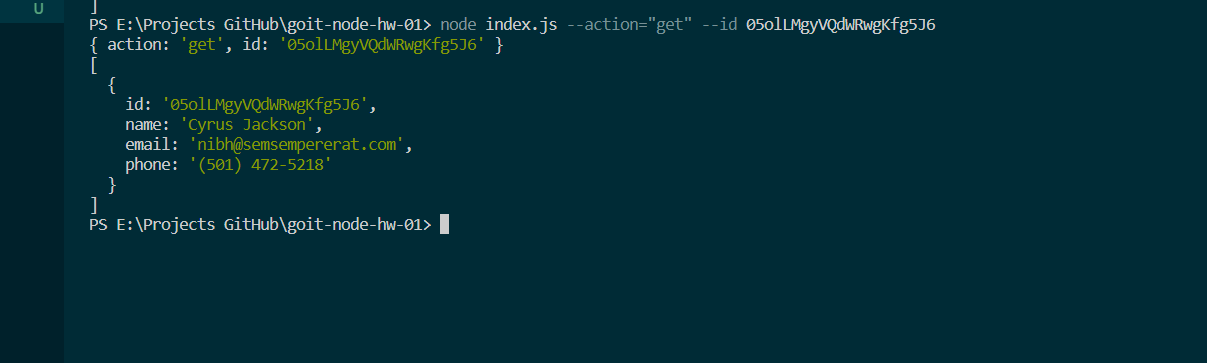 ]
U
PS E:\Projects GitHub\goit-node-hw-01> node index.js --action="get" --id 05olLMgyVQdWRwgKfg5J6
{ action: 'get', id: '05olLMgyVQdWRwgKfg5J6' }
[
  {
    id: '05olLMgyVQdWRwgKfg5J6',
    name: 'Cyrus Jackson',
    email: 'nibh@semsempererat.com',
    phone: '(501) 472-5218'
  }
]
PS E:\Projects GitHub\goit-node-hw-01>